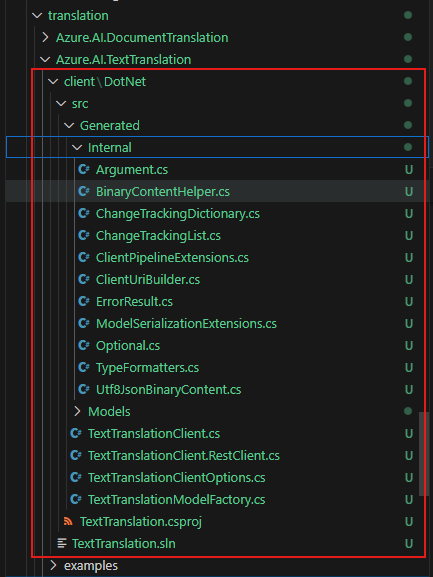 translation
Azure.AI.DocumentTranslation
Azure.AI.TextTranslation
client\DotNet
src
Generated
Internal
C# Argument.cs U
C# BinaryContentHelper.cs U
C# ChangeTrackingDictionary.cs U
C# ChangeTrackingList.cs U
C# ClientPipelineExtensions.cs U
C# ClientUriBuilder.cs U
C# ErrorResult.cs U
C# ModelSerializationExtensions.cs U
C# Optional.cs U
C# TypeFormatters.cs U
C# Utf8JsonBinaryContent.cs U
Models
C# TextTranslationClient.cs U
C# TextTranslationClient.RestClient.cs U
C# TextTranslationClientOptions.cs U
C# TextTranslationModelFactory.cs U
TextTranslation.csproj U
TextTranslation.sln U
examples